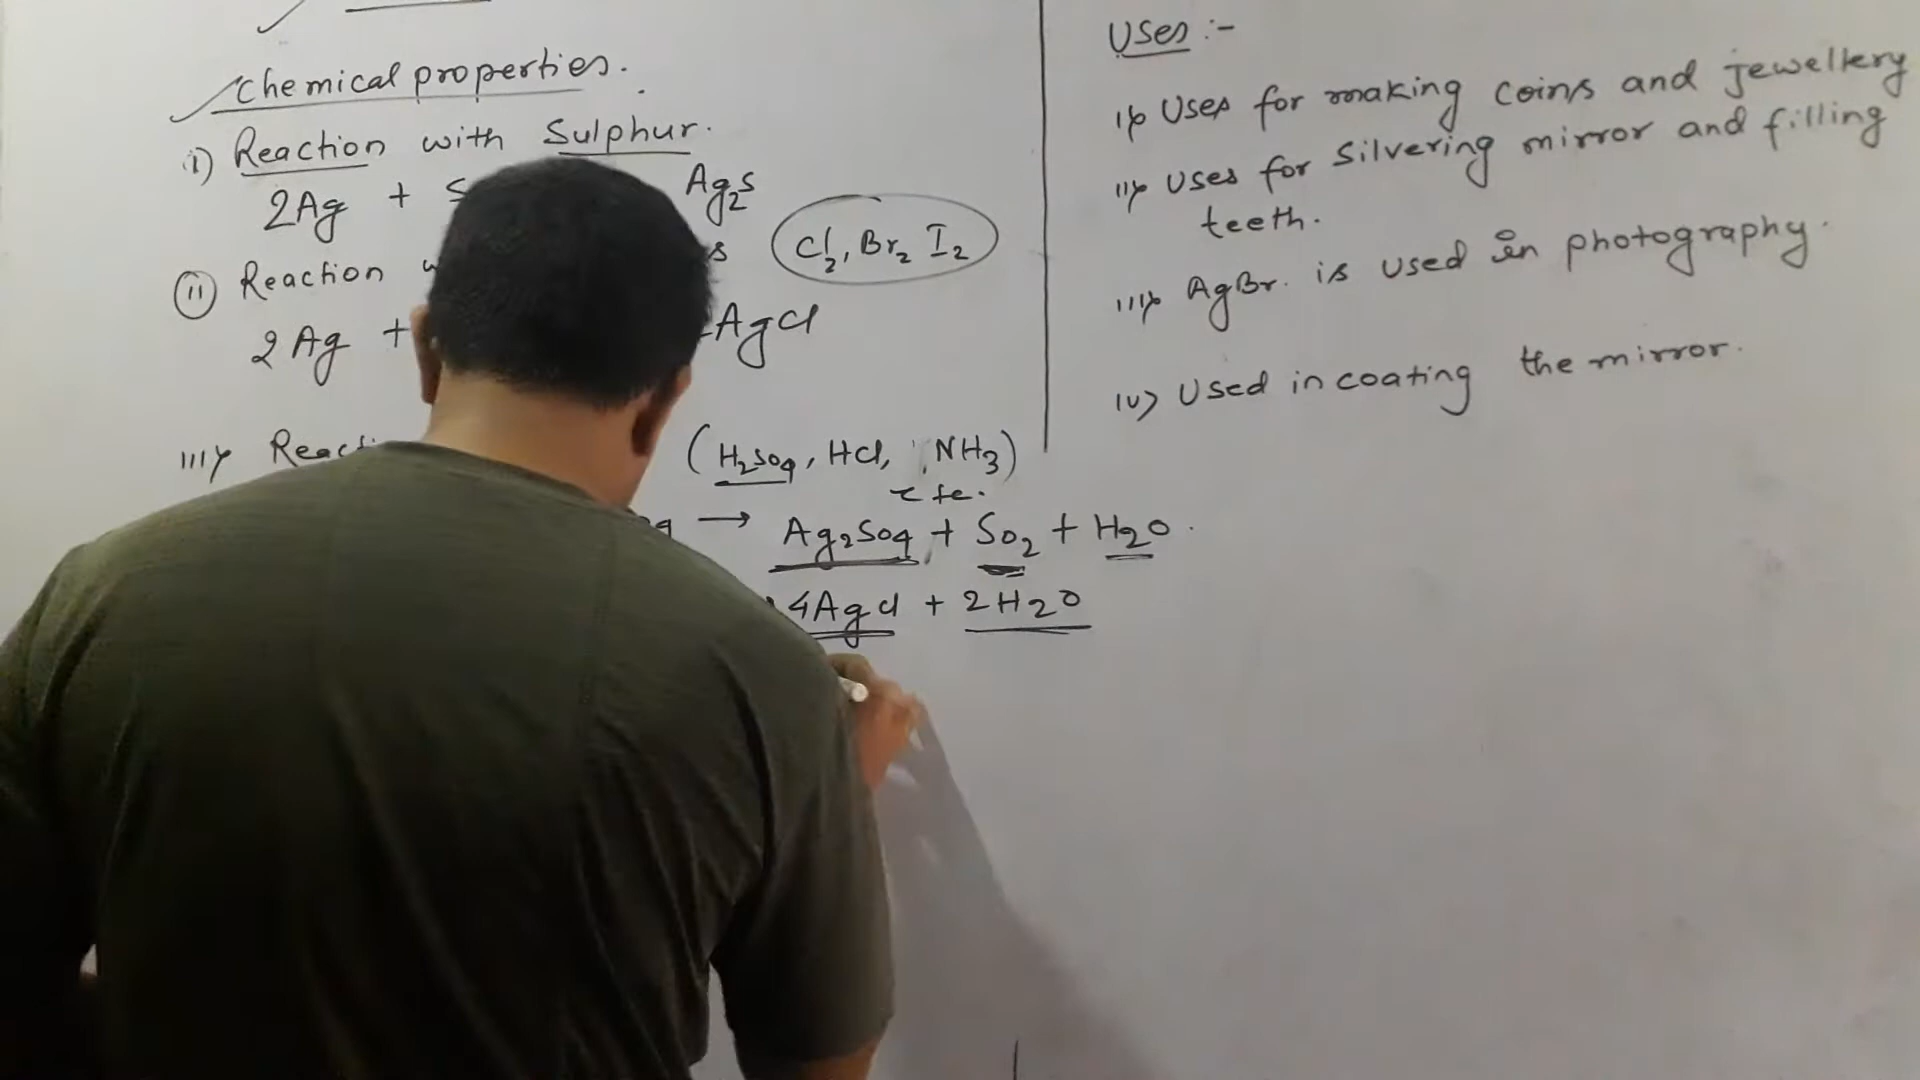 Chemical properties.
i) Reaction with Sulphur.
2Ag + S Ag2S
(ii) Reaction
s (Cl2, Br2 I2)
2Ag + AgCl
iii) Reac (H2SO4, HCl, NH3)
etc.
→ Ag2SO4 + SO2 + H2O.
4AgCl + 2H2O
Uses :-
i) Uses for making coins and jewellery
ii) Uses for silvering mirror and filling
teeth.
iii) AgBr. is used in photography.
iv) Used in coating the mirror.